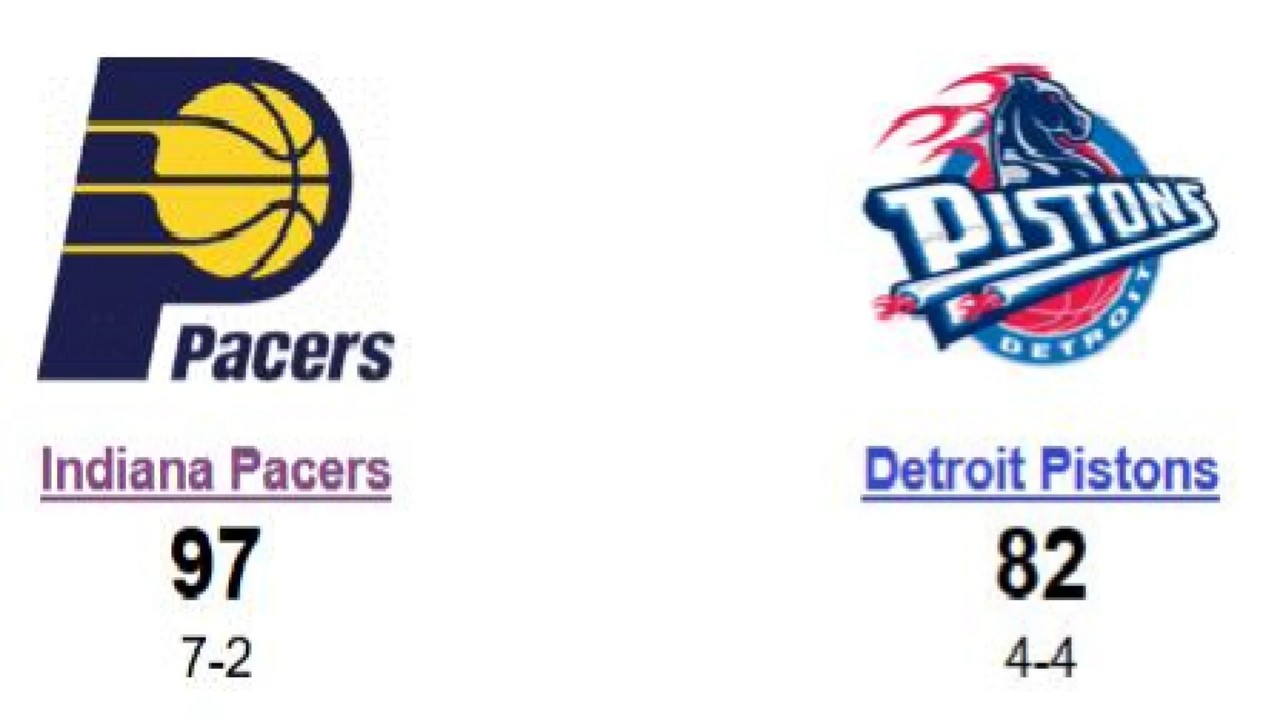 Pacers
PISTONS
DETROIT
Indiana Pacers
Detroit Pistons
97
82
7-2
4-4